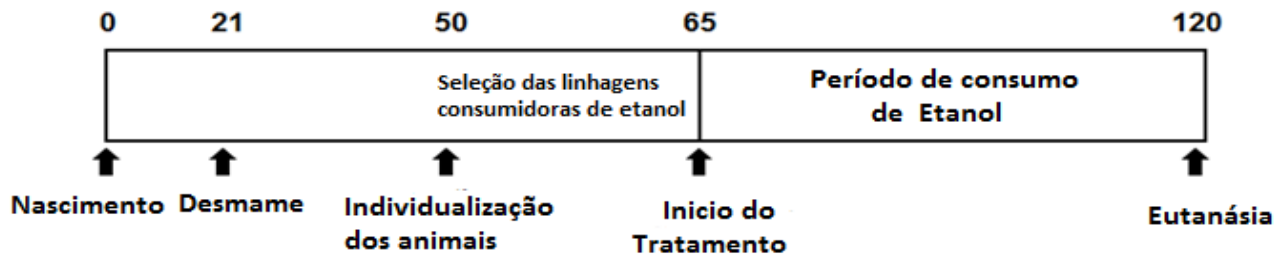 0 21 50 65 120
Seleção das linhagens
consumidoras de etanol
Período de consumo
de Etanol
Nascimento
Desmame
Individualização
dos animais
Inicio do
Tratamento
Eutanásia